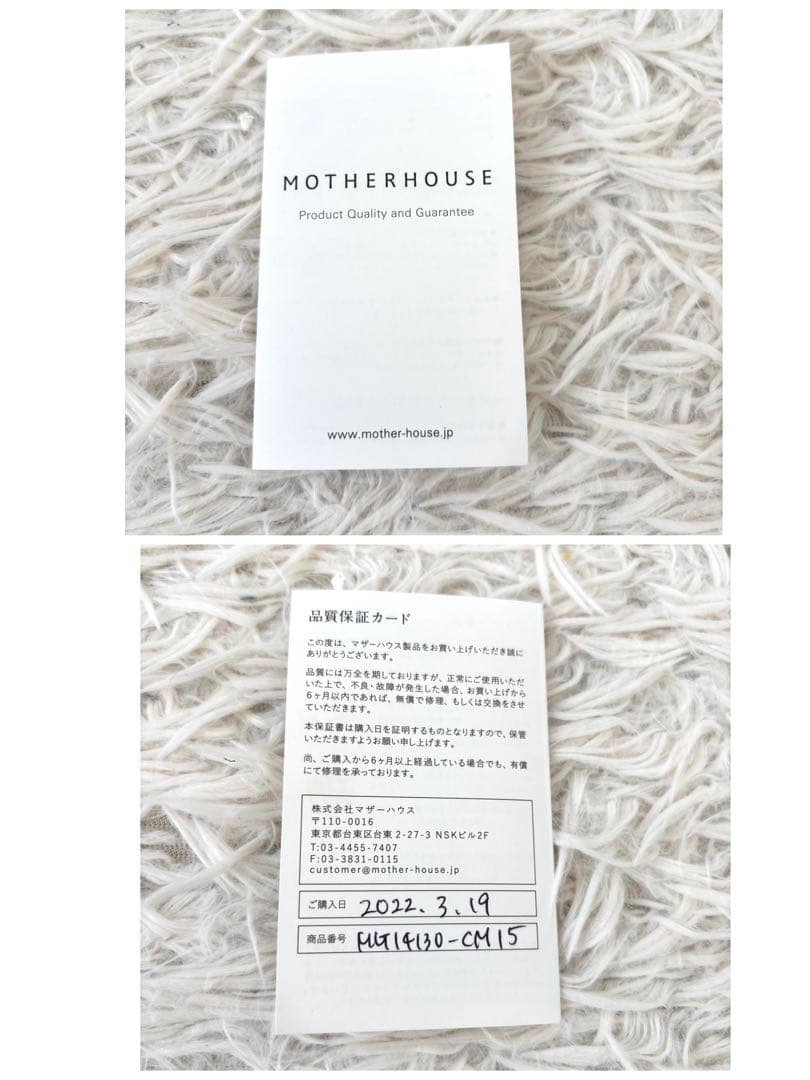 MOTHERHOUSE
Product Quality and Guarantee
www.mother-house.jp
品質保証カード
この度は、マザーハウス製品をお買い上げいただき誠に
ありがとうございます。
品質には万全を期しておりますが、正常にご使用いただ
いた上で、不良・故障が発生した場合、お買い上げから
6ヶ月以内であれば、無償で修理、もしくは交換をさせ
ていただきます。
本保証書は購入日を証明するものとなりますので、保管
いただきますようお願い申し上げます。
尚、ご購入から6ヶ月以上経過している場合でも、有償
にて修理を承っております。
株式会社マザーハウス
〒110-0016
東京都台東区台東 2-27-3 NSKビル2F
T:03-4455-7407
F:03-3831-0115
customer@mother-house.jp
ご購入日 2022.3.19
商品番号 MG14130-CM15